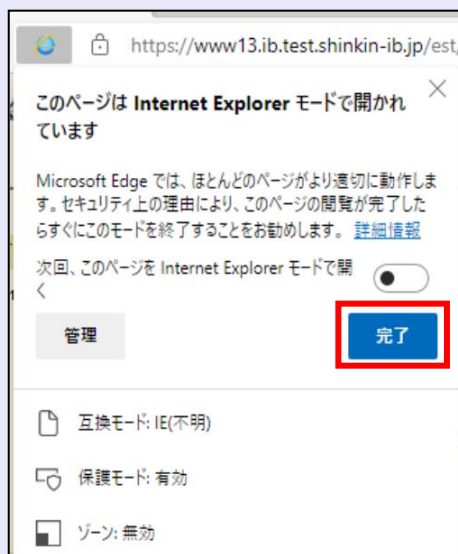 https://www13.ib.test.shinkin-ib.jp/est/
このページは Internet Explorer モードで開かれ
ています
Microsoft Edge では、ほとんどのページがより適切に動作しま
す。セキュリティ上の理由により、このページの閲覧が完了した
らすぐにこのモードを終了することをお勧めします。 詳細情報
次回、このページを Internet Explorer モードで開
く
管理
完了
互換モード: IE(不明)
保護モード: 有効
ゾーン: 無効